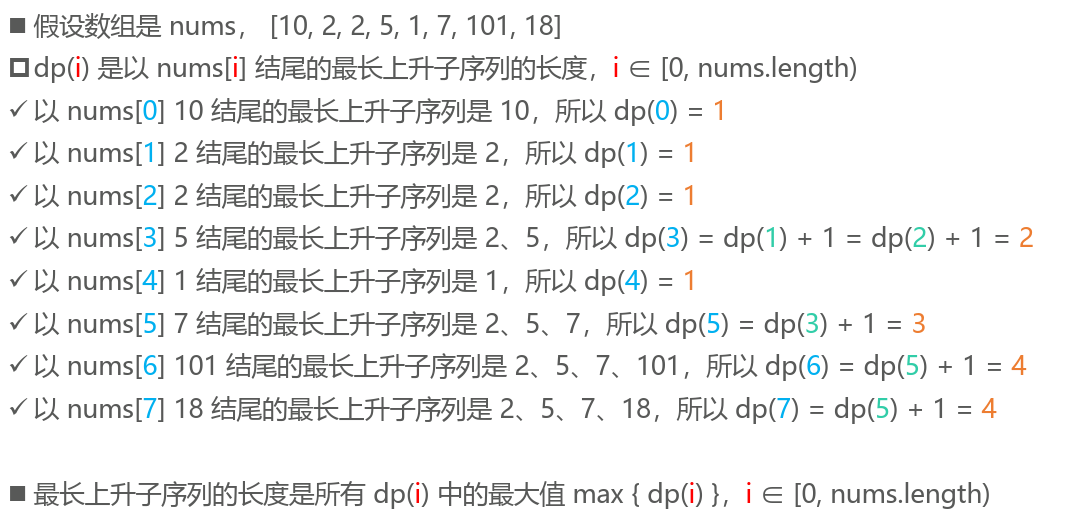 ■ 假设数组是 nums， [10, 2, 2, 5, 1, 7, 101, 18]
□ dp(i) 是以 nums[i] 结尾的最长上升子序列的长度，i ∈ [0, nums.length)
✓ 以 nums[0] 10 结尾的最长上升子序列是 10，所以 dp(0) = 1
✓ 以 nums[1] 2 结尾的最长上升子序列是 2，所以 dp(1) = 1
✓ 以 nums[2] 2 结尾的最长上升子序列是 2，所以 dp(2) = 1
✓ 以 nums[3] 5 结尾的最长上升子序列是 2、5，所以 dp(3) = dp(1) + 1 = dp(2) + 1 = 2
✓ 以 nums[4] 1 结尾的最长上升子序列是 1，所以 dp(4) = 1
✓ 以 nums[5] 7 结尾的最长上升子序列是 2、5、7，所以 dp(5) = dp(3) + 1 = 3
✓ 以 nums[6] 101 结尾的最长上升子序列是 2、5、7、101，所以 dp(6) = dp(5) + 1 = 4
✓ 以 nums[7] 18 结尾的最长上升子序列是 2、5、7、18，所以 dp(7) = dp(5) + 1 = 4
■ 最长上升子序列的长度是所有 dp(i) 中的最大值 max { dp(i) }，i ∈ [0, nums.length)